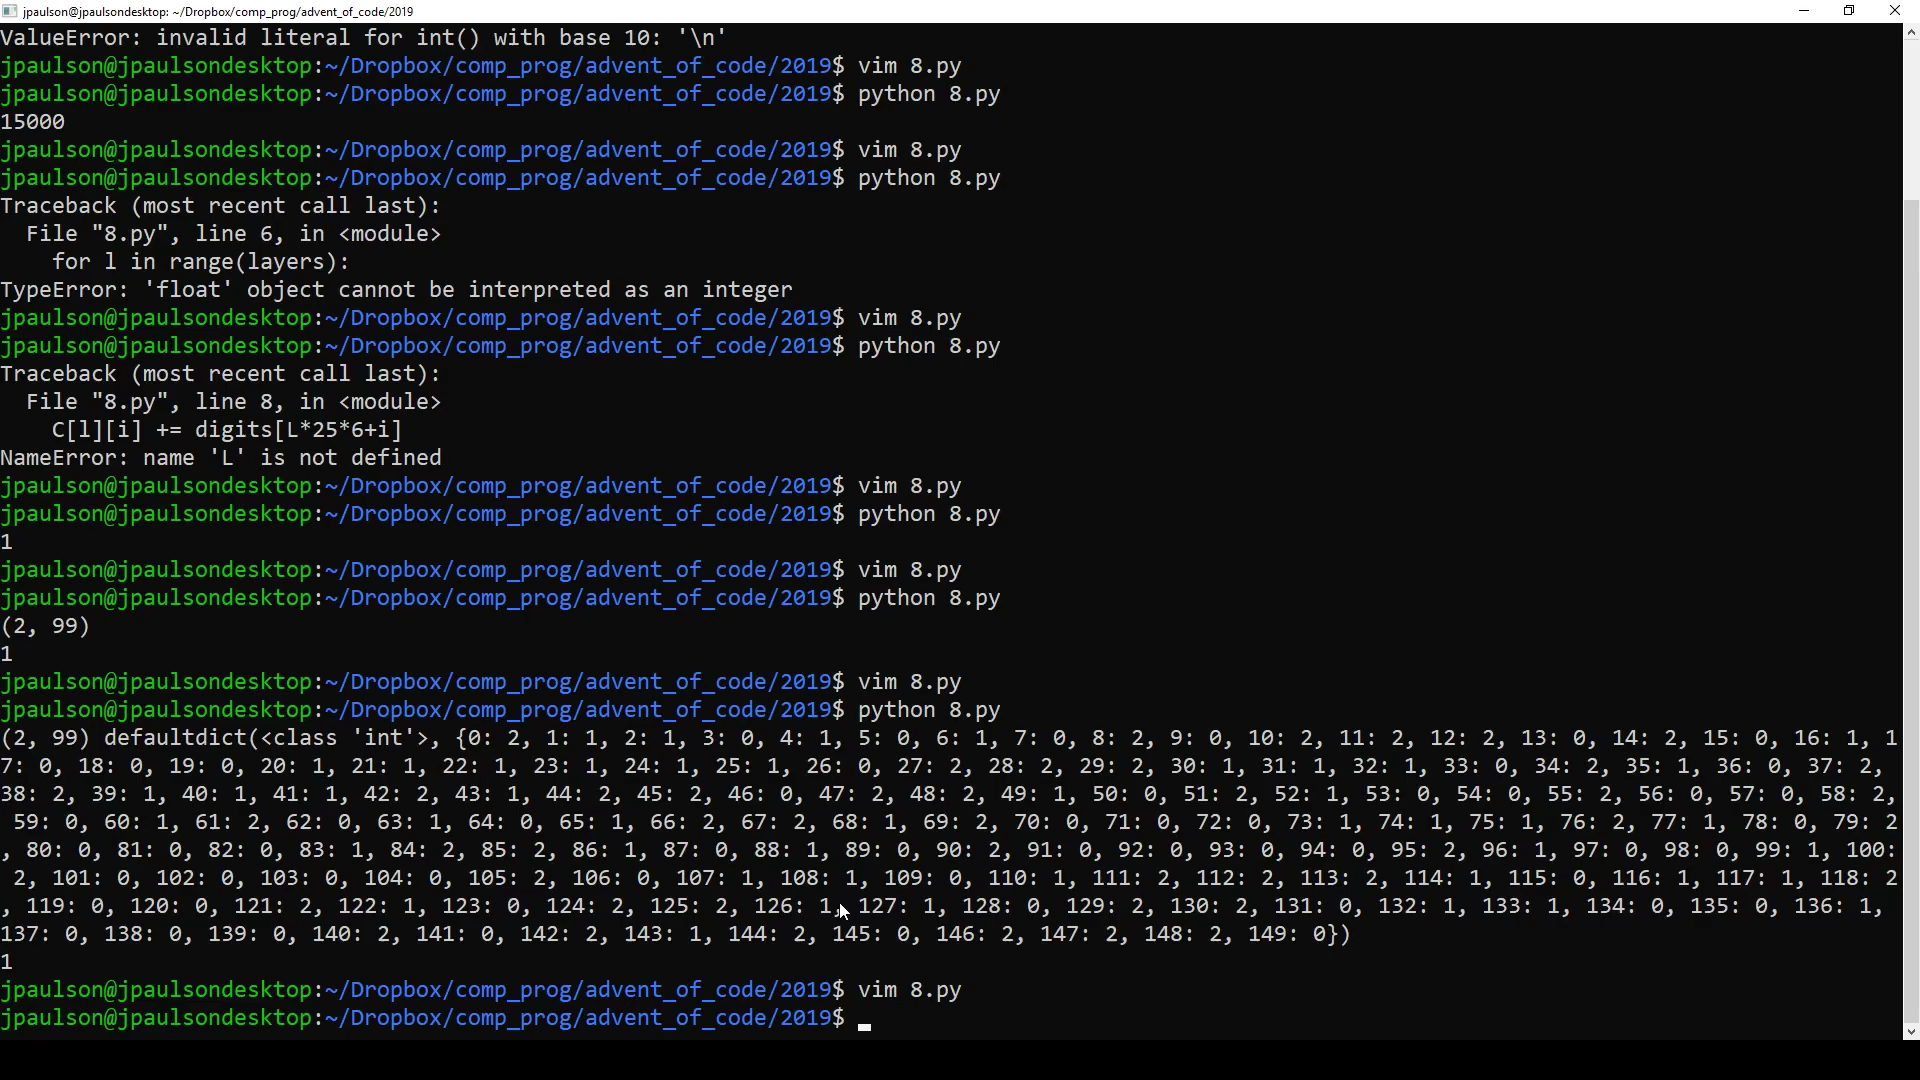 jpaulson@jpaulsondesktop: ~/Dropbox/comp_prog/advent_of_code/2019
ValueError: invalid literal for int() with base 10: '\n'
jpaulson@jpaulsondesktop:~/Dropbox/comp_prog/advent_of_code/2019$ vim 8.py
jpaulson@jpaulsondesktop:~/Dropbox/comp_prog/advent_of_code/2019$ python 8.py
15000
jpaulson@jpaulsondesktop:~/Dropbox/comp_prog/advent_of_code/2019$ vim 8.py
jpaulson@jpaulsondesktop:~/Dropbox/comp_prog/advent_of_code/2019$ python 8.py
Traceback (most recent call last):
  File "8.py", line 6, in <module>
    for l in range(layers):
TypeError: 'float' object cannot be interpreted as an integer
jpaulson@jpaulsondesktop:~/Dropbox/comp_prog/advent_of_code/2019$ vim 8.py
jpaulson@jpaulsondesktop:~/Dropbox/comp_prog/advent_of_code/2019$ python 8.py
Traceback (most recent call last):
  File "8.py", line 8, in <module>
    C[l][i] += digits[L*25*6+i]
NameError: name 'L' is not defined
jpaulson@jpaulsondesktop:~/Dropbox/comp_prog/advent_of_code/2019$ vim 8.py
jpaulson@jpaulsondesktop:~/Dropbox/comp_prog/advent_of_code/2019$ python 8.py
1
jpaulson@jpaulsondesktop:~/Dropbox/comp_prog/advent_of_code/2019$ vim 8.py
jpaulson@jpaulsondesktop:~/Dropbox/comp_prog/advent_of_code/2019$ python 8.py
(2, 99)
1
jpaulson@jpaulsondesktop:~/Dropbox/comp_prog/advent_of_code/2019$ vim 8.py
jpaulson@jpaulsondesktop:~/Dropbox/comp_prog/advent_of_code/2019$ python 8.py
(2, 99) defaultdict(<class 'int'>, {0: 2, 1: 1, 2: 1, 3: 0, 4: 1, 5: 0, 6: 1, 7: 0, 8: 2, 9: 0, 10: 2, 11: 2, 12: 2, 13: 0, 14: 2, 15: 0, 16: 1, 1
7: 0, 18: 0, 19: 0, 20: 1, 21: 1, 22: 1, 23: 1, 24: 1, 25: 1, 26: 0, 27: 2, 28: 2, 29: 2, 30: 1, 31: 1, 32: 1, 33: 0, 34: 2, 35: 1, 36: 0, 37: 2,
38: 2, 39: 1, 40: 1, 41: 1, 42: 2, 43: 1, 44: 2, 45: 2, 46: 0, 47: 2, 48: 2, 49: 1, 50: 0, 51: 2, 52: 1, 53: 0, 54: 0, 55: 2, 56: 0, 57: 0, 58: 2,
 59: 0, 60: 1, 61: 2, 62: 0, 63: 1, 64: 0, 65: 1, 66: 2, 67: 2, 68: 1, 69: 2, 70: 0, 71: 0, 72: 0, 73: 1, 74: 1, 75: 1, 76: 2, 77: 1, 78: 0, 79: 2
, 80: 0, 81: 0, 82: 0, 83: 1, 84: 2, 85: 2, 86: 1, 87: 0, 88: 1, 89: 0, 90: 2, 91: 0, 92: 0, 93: 0, 94: 0, 95: 2, 96: 1, 97: 0, 98: 0, 99: 1, 100:
 2, 101: 0, 102: 0, 103: 0, 104: 0, 105: 2, 106: 0, 107: 1, 108: 1, 109: 0, 110: 1, 111: 2, 112: 2, 113: 2, 114: 1, 115: 0, 116: 1, 117: 1, 118: 2
, 119: 0, 120: 0, 121: 2, 122: 1, 123: 0, 124: 2, 125: 2, 126: 1, 127: 1, 128: 0, 129: 2, 130: 2, 131: 0, 132: 1, 133: 1, 134: 0, 135: 0, 136: 1,
137: 0, 138: 0, 139: 0, 140: 2, 141: 0, 142: 2, 143: 1, 144: 2, 145: 0, 146: 2, 147: 2, 148: 2, 149: 0})
1
jpaulson@jpaulsondesktop:~/Dropbox/comp_prog/advent_of_code/2019$ vim 8.py
jpaulson@jpaulsondesktop:~/Dropbox/comp_prog/advent_of_code/2019$